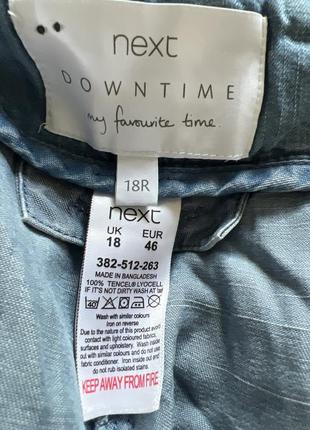 next
DOWNTIME
my favourite time.
18R
next
UK EUR
18 46
382-512-263
MADE IN BANGLADESH
100% TENCEL® LYOCELL
IF IT'S NOT DIRTY WASH AT
40
Wash with similar colours
Iron on reverse
Due to the nature of this product avoid
contact with light coloured fabrics,
surfaces and upholstery. Wash inside
out with similar colours and do not use
fabric conditioner. Iron inside out and
do not rub isolated stains.
KEEP AWAY FROM FIRE